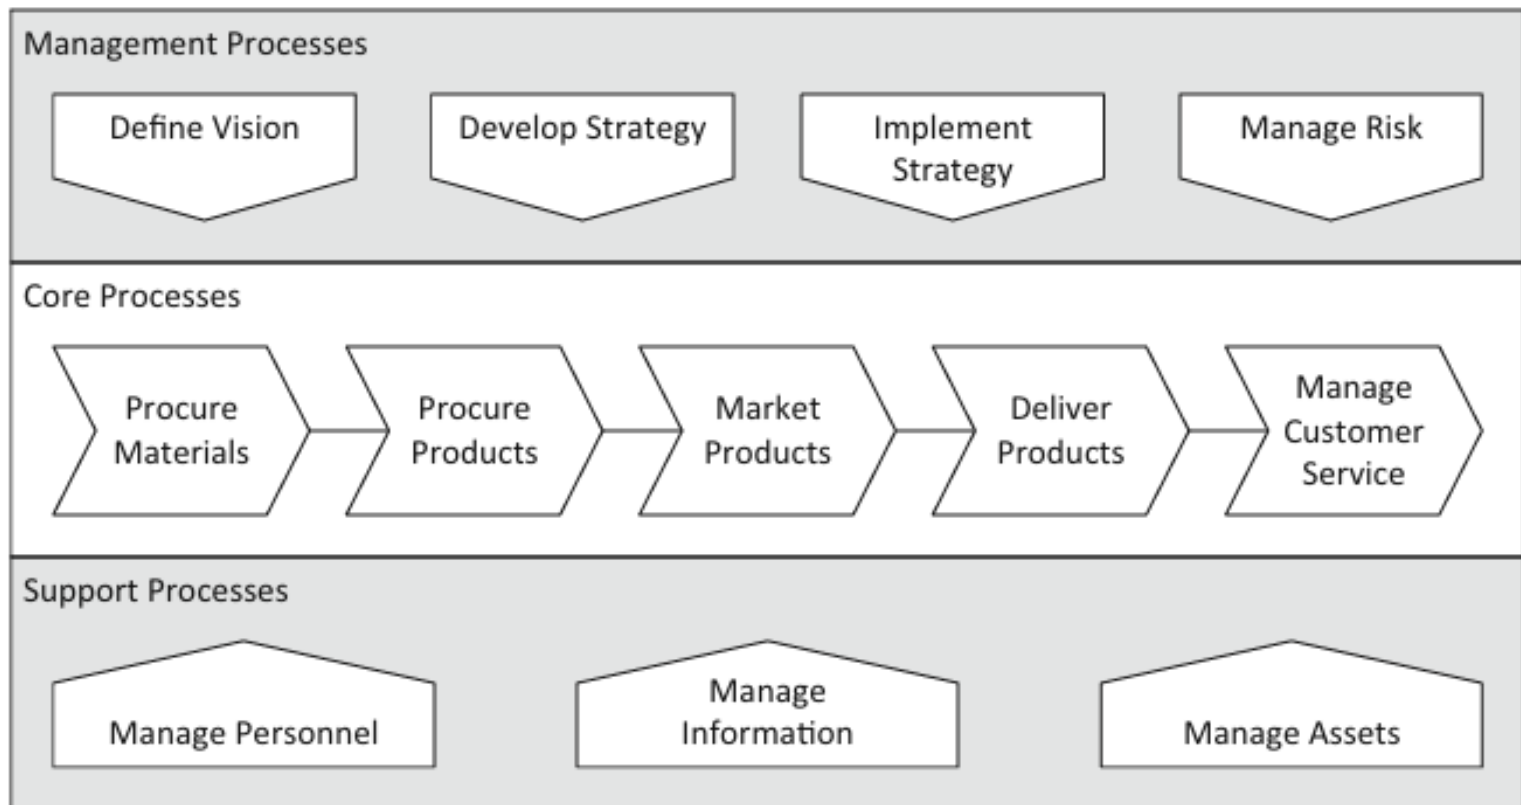 Management Processes
Define Vision
Develop Strategy
Implement
Strategy
Manage Risk
Core Processes
Procure
Materials
Procure
Products
Market
Products
Deliver
Products
Manage
Customer
Service
Support Processes
Manage Personnel
Manage
Information
Manage Assets